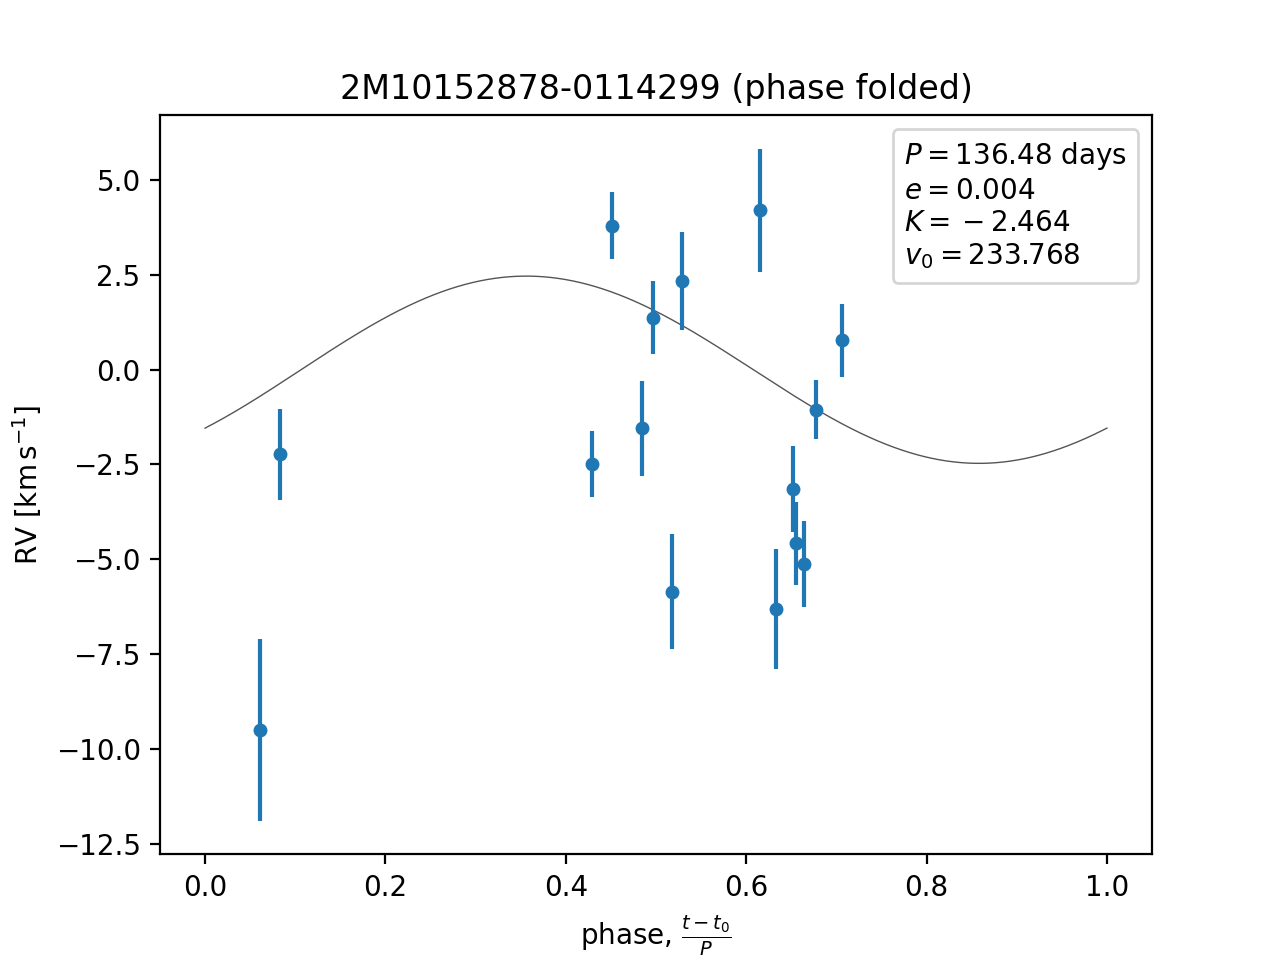 2M10152878-0114299 (phase folded)
P = 136.48 days
e = 0.004
K = −2.464
v₀ = 233.768
RV [km s⁻¹]
5.0
2.5
0.0
−2.5
−5.0
−7.5
−10.0
−12.5
0.0 0.2 0.4 0.6 0.8 1.0
phase, (t − t₀)/P